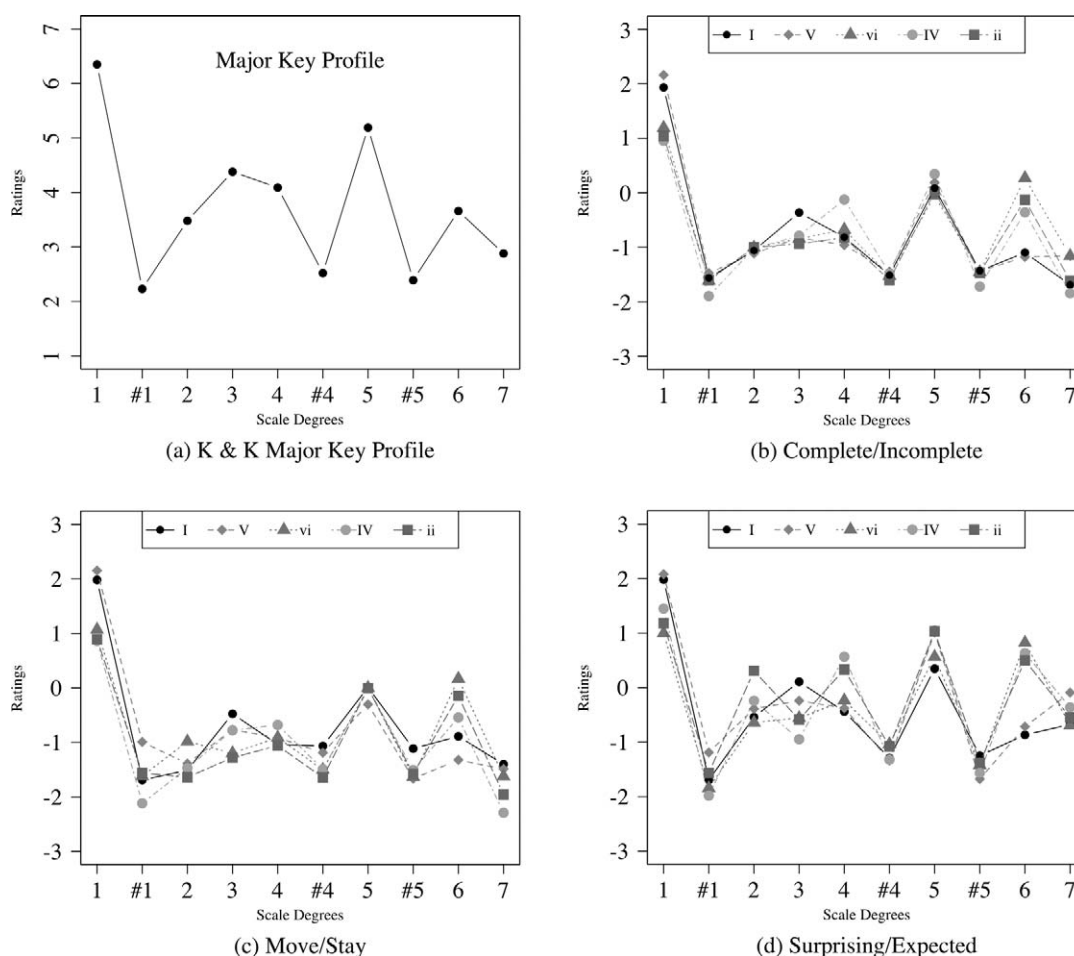 Major Key Profile
7
6
5
4
3
2
1
Ratings
1 #1 2 3 4 #4 5 #5 6 7
Scale Degrees
(a) K & K Major Key Profile
I V vi IV ii
3
2
1
0
-1
-2
-3
Ratings
1 #1 2 3 4 #4 5 #5 6 7
Scale Degrees
(b) Complete/Incomplete
I V vi IV ii
3
2
1
0
-1
-2
-3
Ratings
1 #1 2 3 4 #4 5 #5 6 7
Scale Degrees
(c) Move/Stay
I V vi IV ii
3
2
1
0
-1
-2
-3
Ratings
1 #1 2 3 4 #4 5 #5 6 7
Scale Degrees
(d) Surprising/Expected